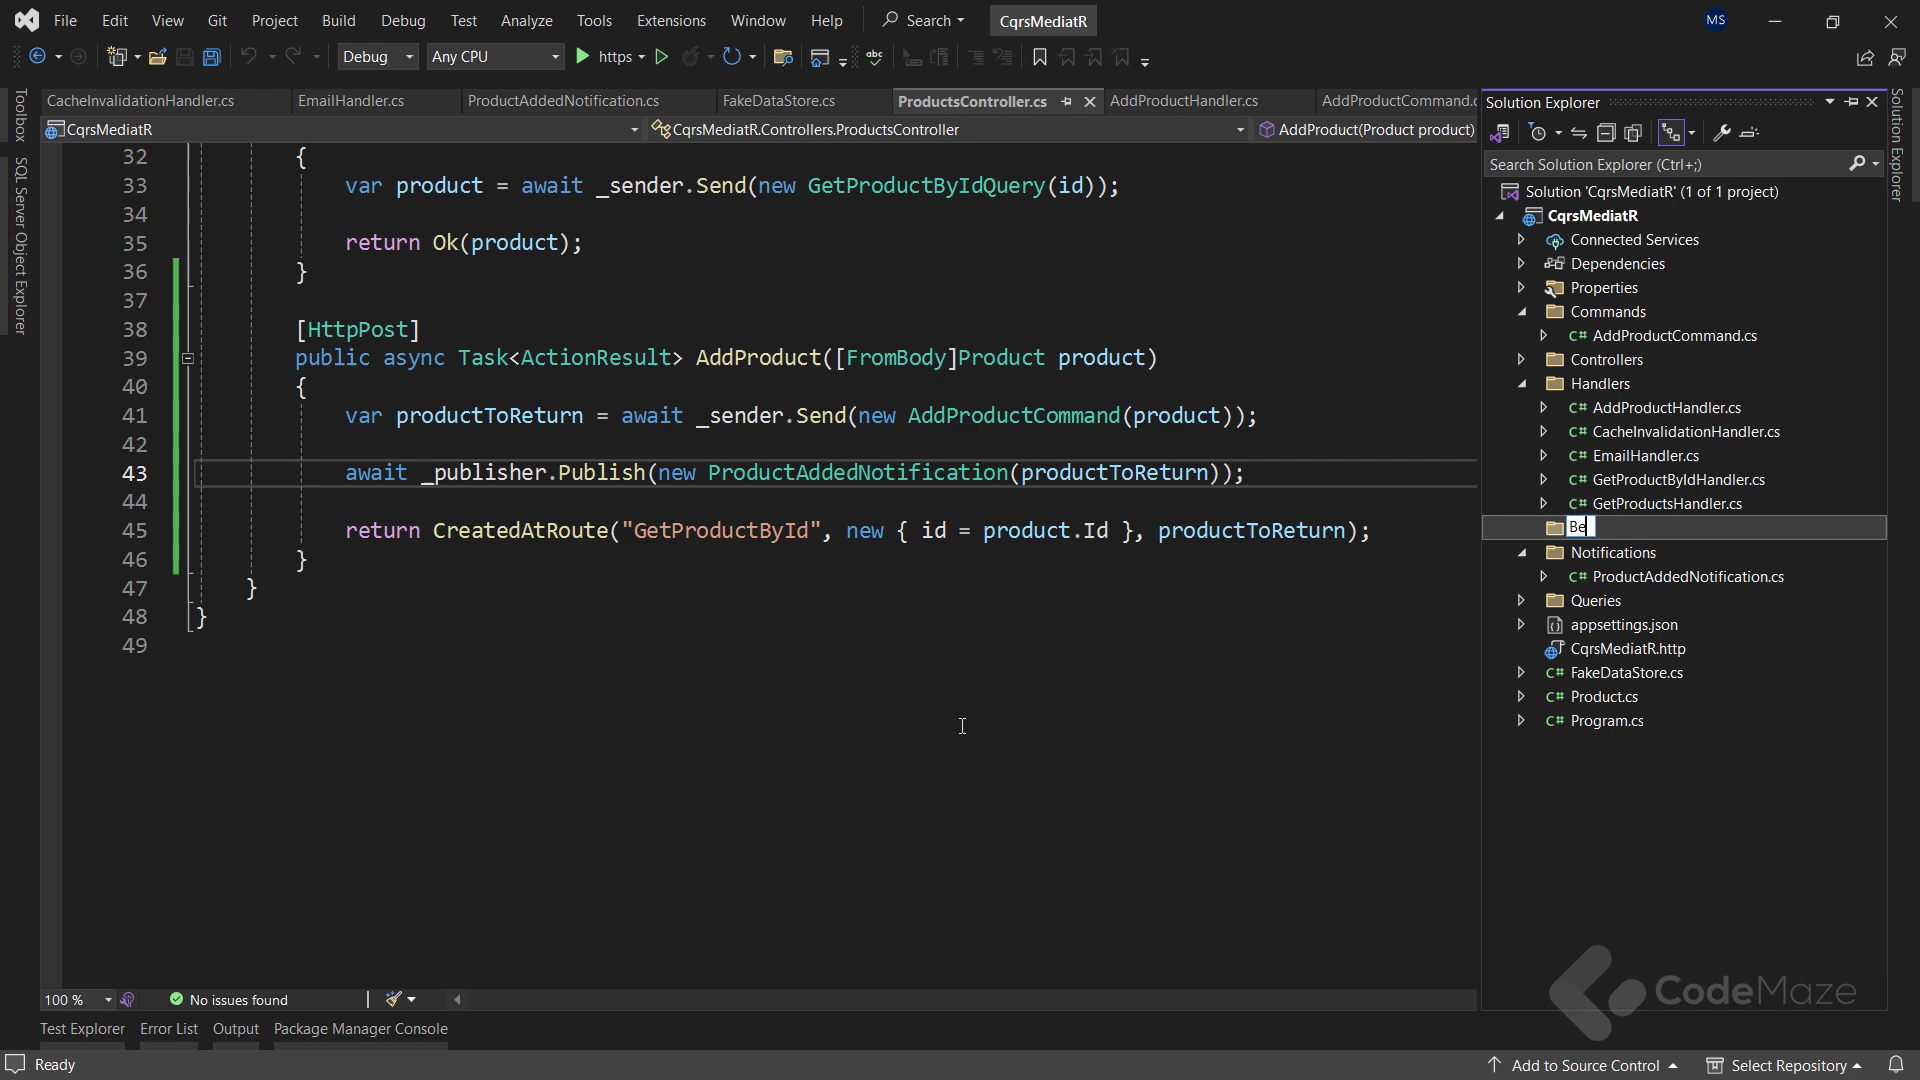 File Edit View Git Project Build Debug Test Analyze Tools Extensions Window Help Search CqrsMediatR MS
Debug Any CPU https
CacheInvalidationHandler.cs EmailHandler.cs ProductAddedNotification.cs FakeDataStore.cs ProductsController.cs AddProductHandler.cs AddProductCommand.c
CqrsMediatR CqrsMediatR.Controllers.ProductsController AddProduct(Product product)
Toolbox
SQL Server Object Explorer
32 {
33 var product = await _sender.Send(new GetProductByIdQuery(id));
34
35 return Ok(product);
36 }
37
38 [HttpPost]
39 public async Task<ActionResult> AddProduct([FromBody]Product product)
40 {
41 var productToReturn = await _sender.Send(new AddProductCommand(product));
42
43 await _publisher.Publish(new ProductAddedNotification(productToReturn));
44
45 return CreatedAtRoute("GetProductById", new { id = product.Id }, productToReturn);
46 }
47 }
48 }
49
100 % No issues found
Test Explorer Error List Output Package Manager Console
Solution Explorer
Search Solution Explorer (Ctrl+;)
Solution 'CqrsMediatR' (1 of 1 project)
CqrsMediatR
Connected Services
Dependencies
Properties
Commands
C# AddProductCommand.cs
Controllers
Handlers
C# AddProductHandler.cs
C# CacheInvalidationHandler.cs
C# EmailHandler.cs
C# GetProductByIdHandler.cs
C# GetProductsHandler.cs
Be
Notifications
C# ProductAddedNotification.cs
Queries
appsettings.json
CqrsMediatR.http
C# FakeDataStore.cs
C# Product.cs
C# Program.cs
Solution Explorer
CodeMaze
Ready Add to Source Control Select Repository